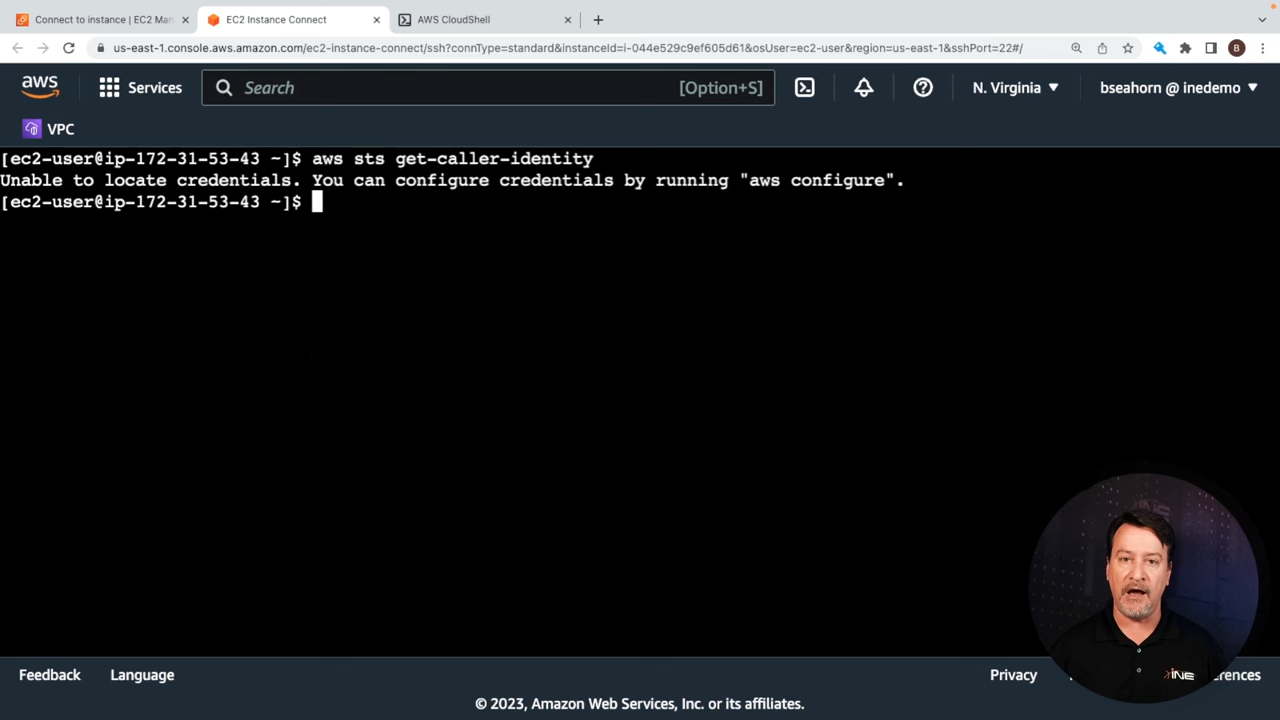 Connect to instance | EC2 Man
EC2 Instance Connect
AWS CloudShell
us-east-1.console.aws.amazon.com/ec2-instance-connect/ssh?connType=standard&instanceId=i-044e529c9ef605d61&osUser=ec2-user&region=us-east-1&sshPort=22#/
B
aws
Services
Search
[Option+S]
N. Virginia
bseahorn @ inedemo
VPC
[ec2-user@ip-172-31-53-43 ~]$ aws sts get-caller-identity
Unable to locate credentials. You can configure credentials by running "aws configure".
[ec2-user@ip-172-31-53-43 ~]$
INE
Feedback
Language
Privacy
erences
© 2023, Amazon Web Services, Inc. or its affiliates.